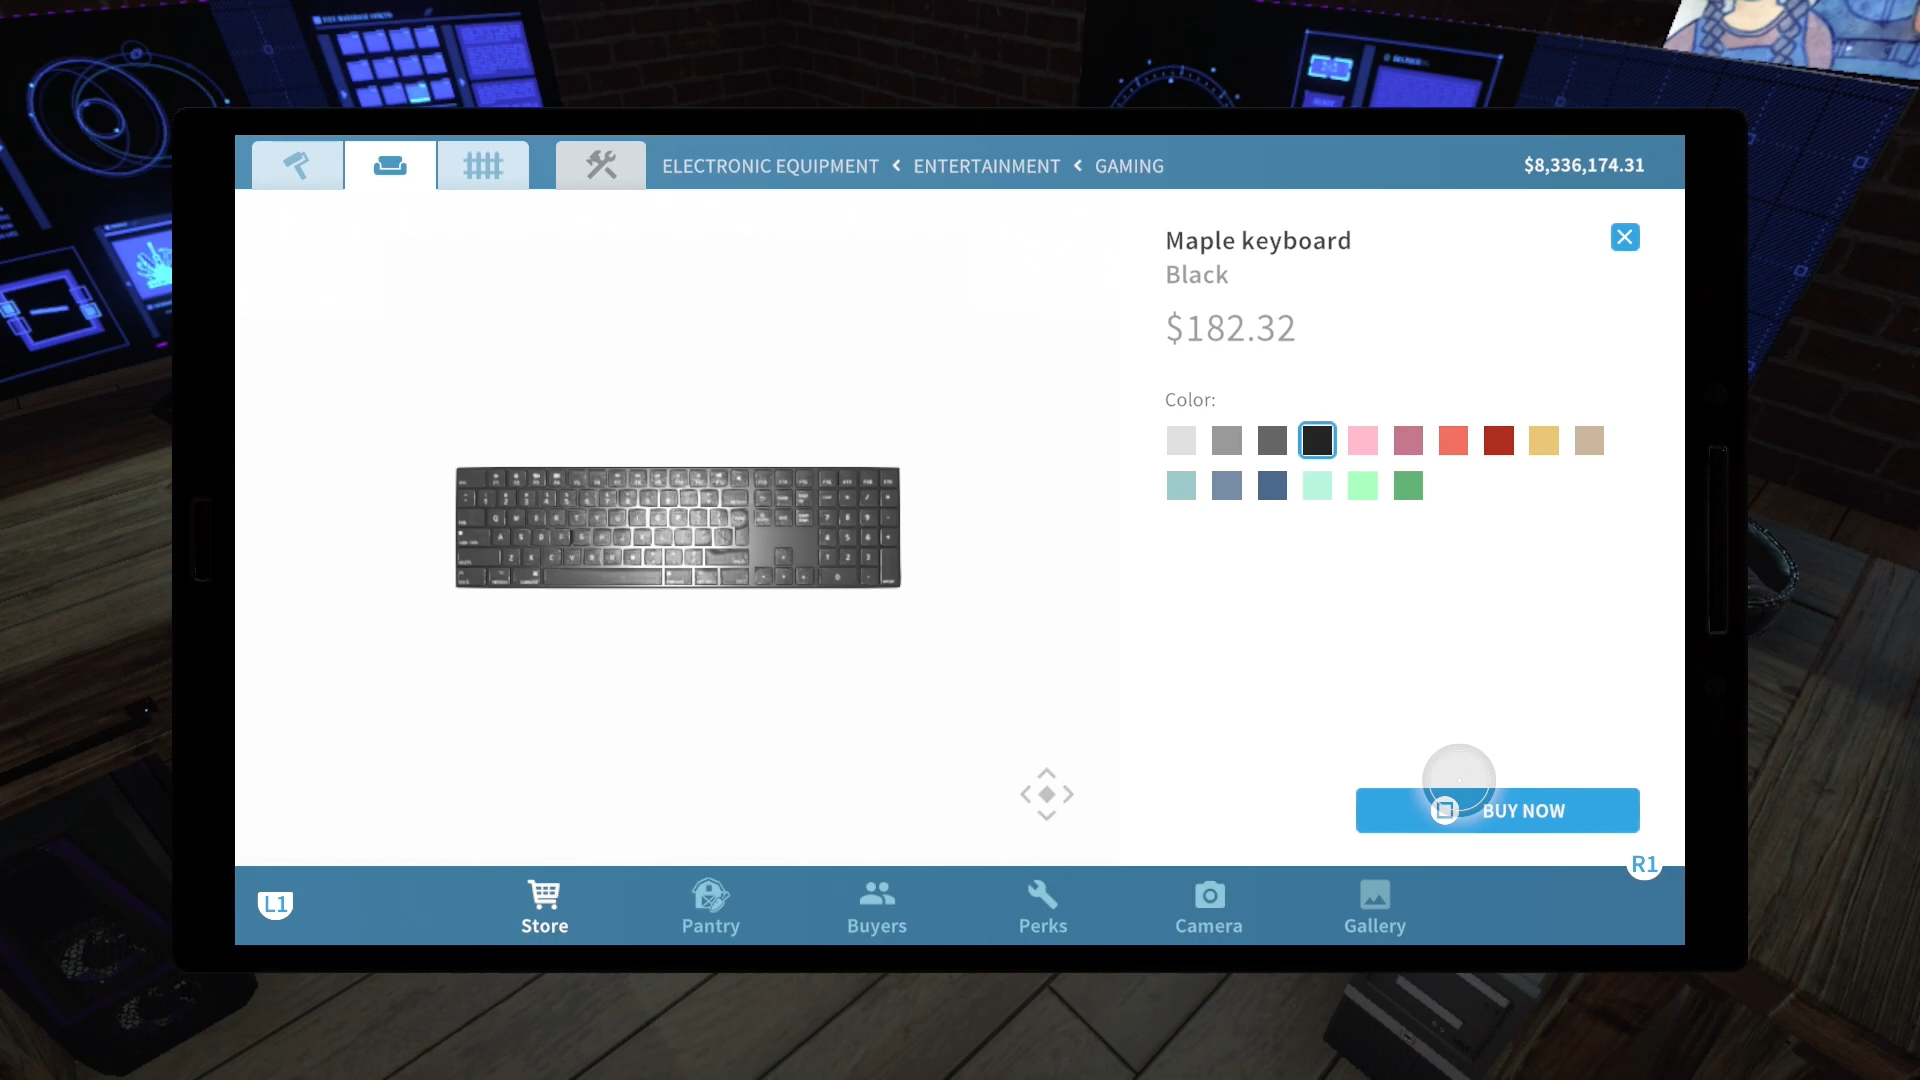 ELECTRONIC EQUIPMENT < ENTERTAINMENT < GAMING
$8,336,174.31
Maple keyboard
Black
$182.32
Color:
BUY NOW
L1
R1
Store
Pantry
Buyers
Perks
Camera
Gallery